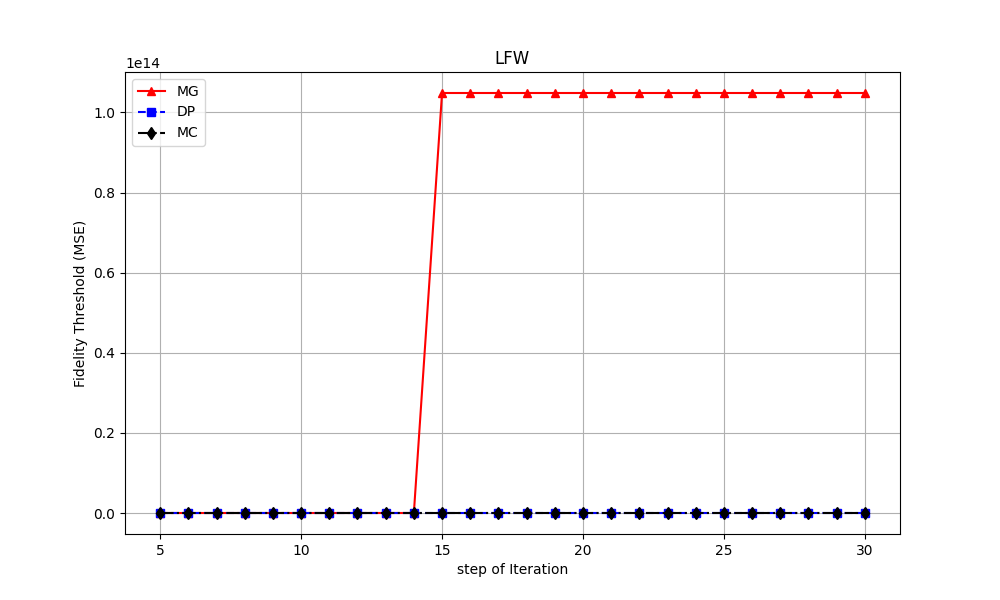 LFW
1e14
MG
DP
MC
Fidelity Threshold (MSE)
1.0
0.8
0.6
0.4
0.2
0.0
5 10 15 20 25 30
step of Iteration